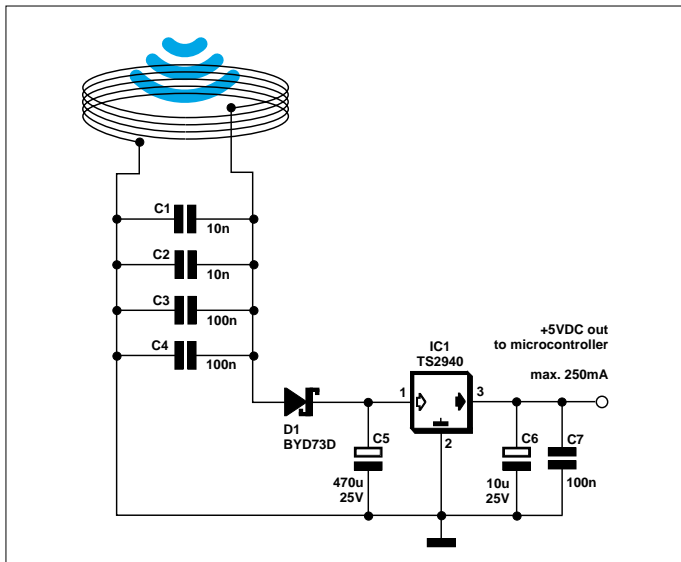 C1
10n
C2
10n
C3
100n
C4
100n
D1
BYD73D
C5
470u
25V
IC1
TS2940
1
3
2
+5VDC out
to microcontroller
max. 250mA
C6
10u
25V
C7
100n